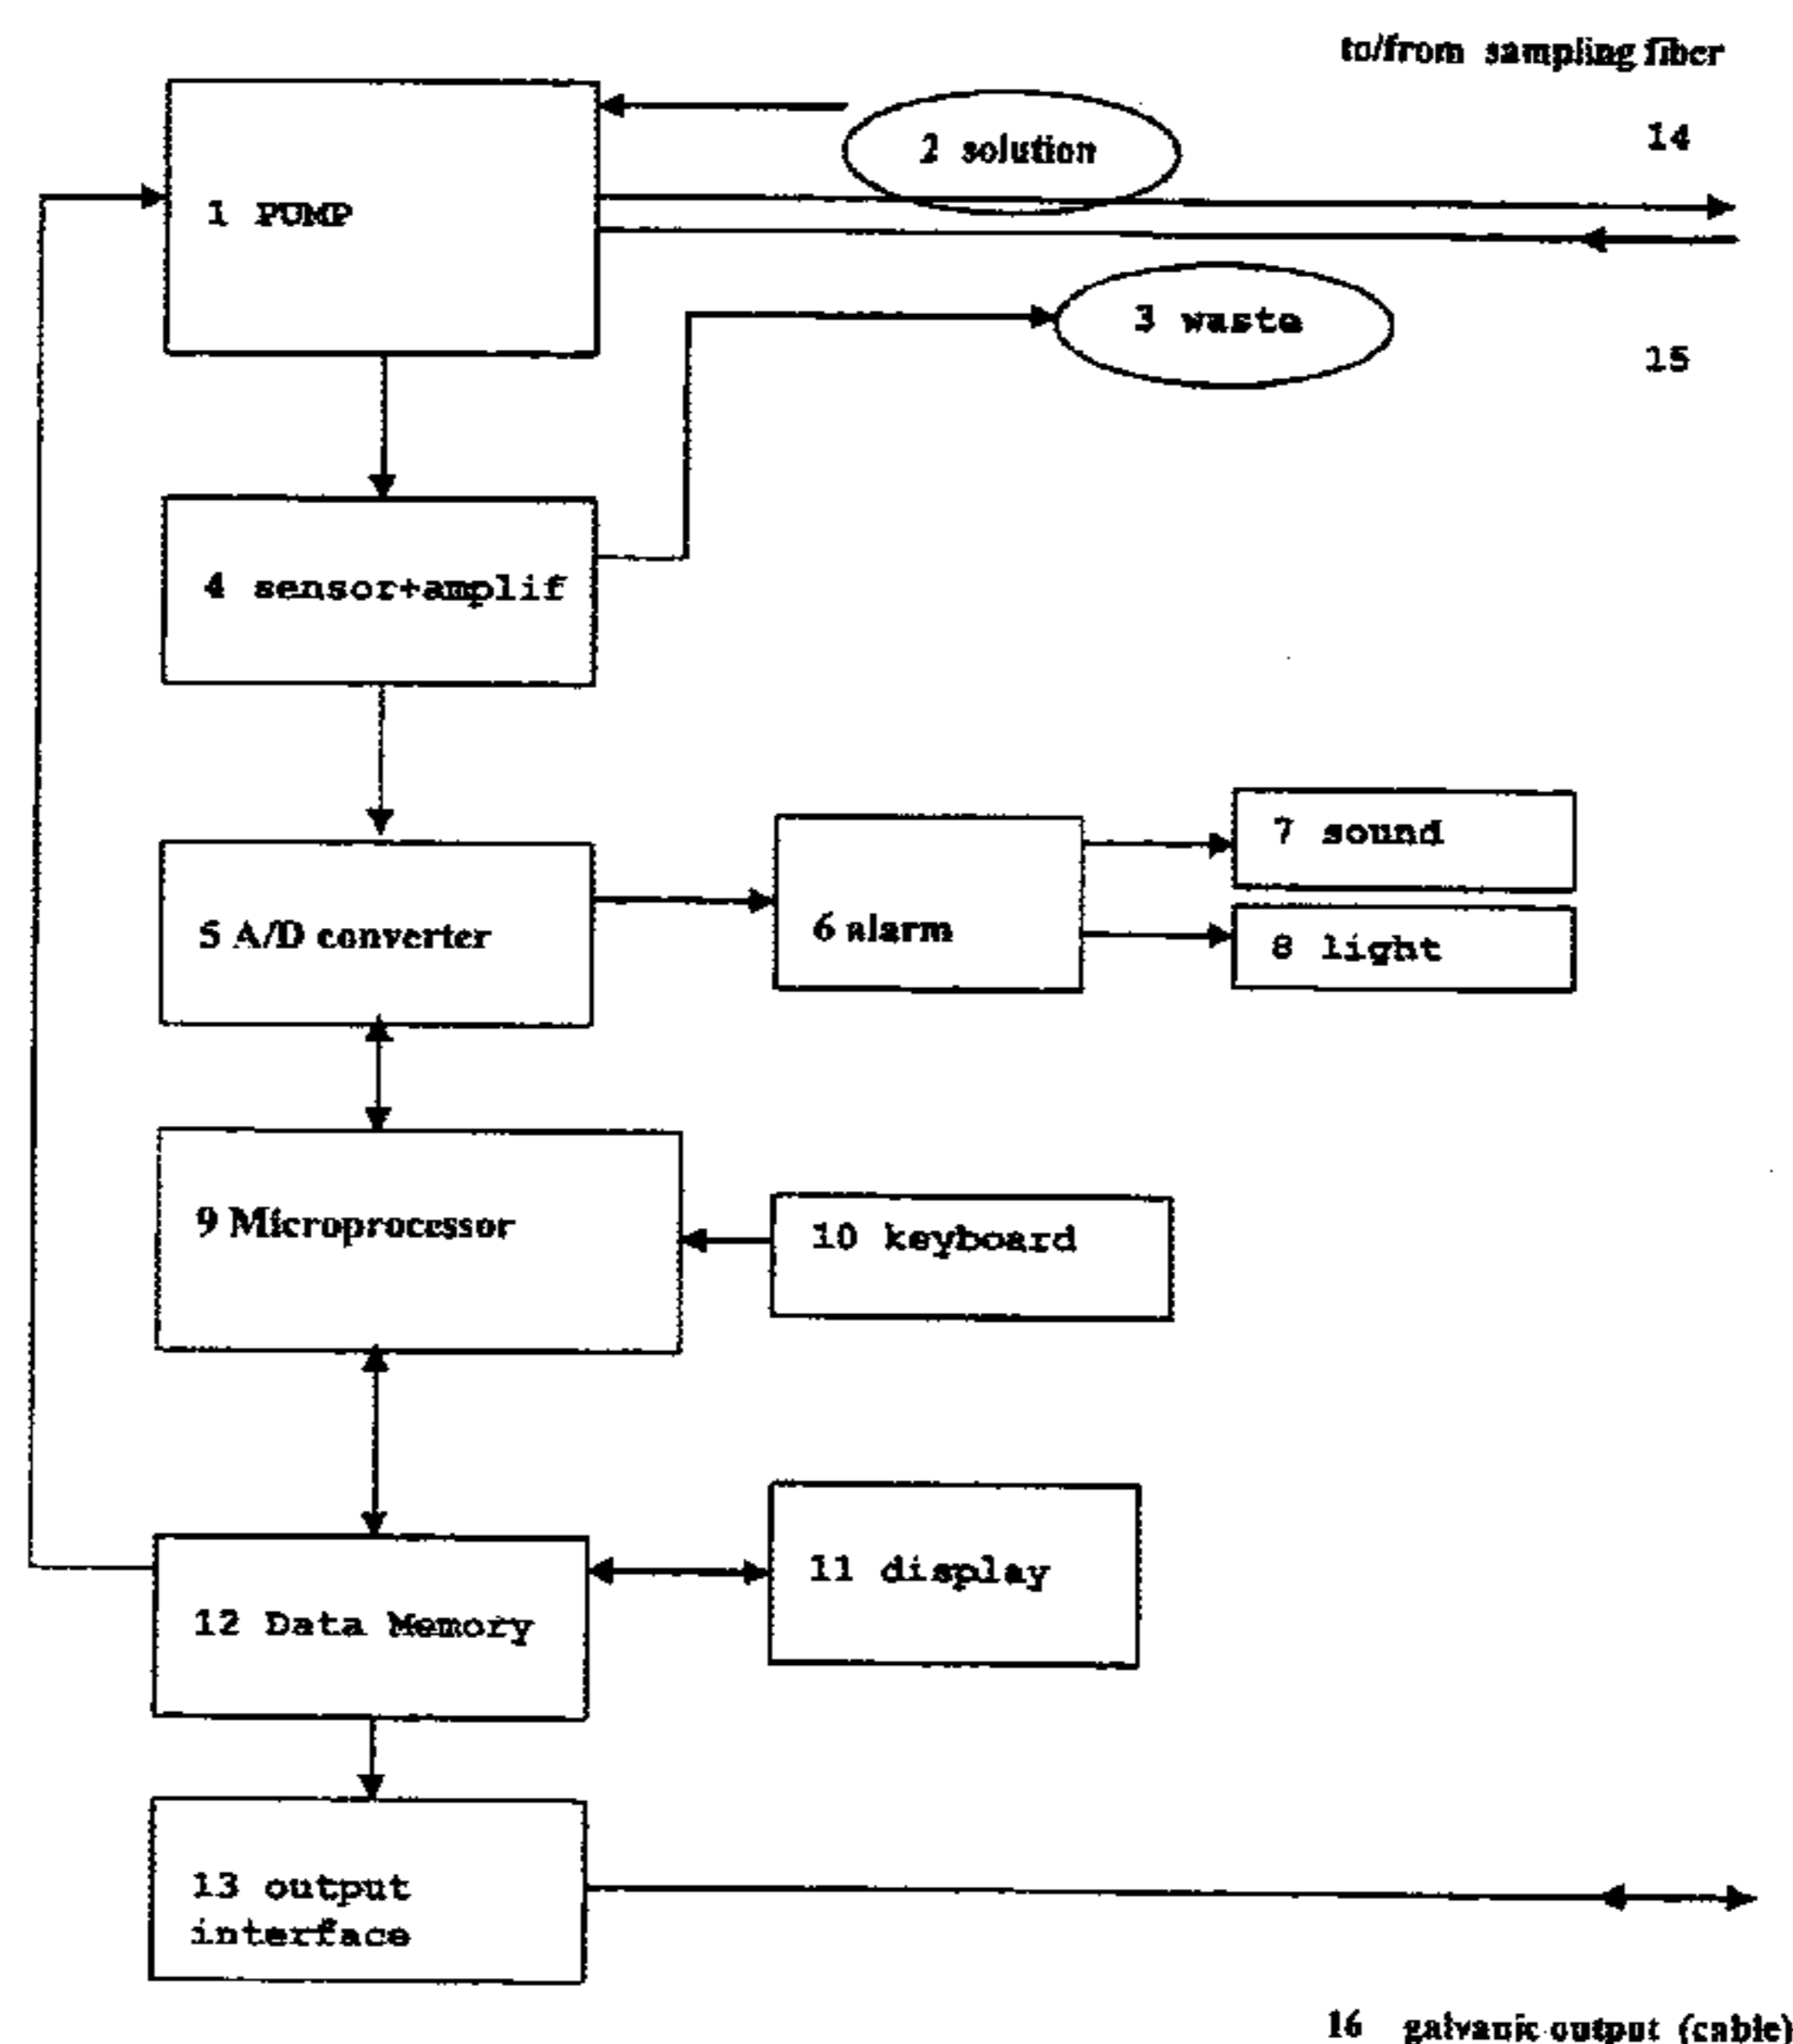 to/from sampling fiber
14
2 solution
1 PUMP
3 waste
15
4 sensor+amplif
7 sound
5 A/D converter
6 alarm
8 light
9 Microprocessor
10 keyboard
11 display
12 Data Memory
13 output
interface
16 galvanic output (cable)